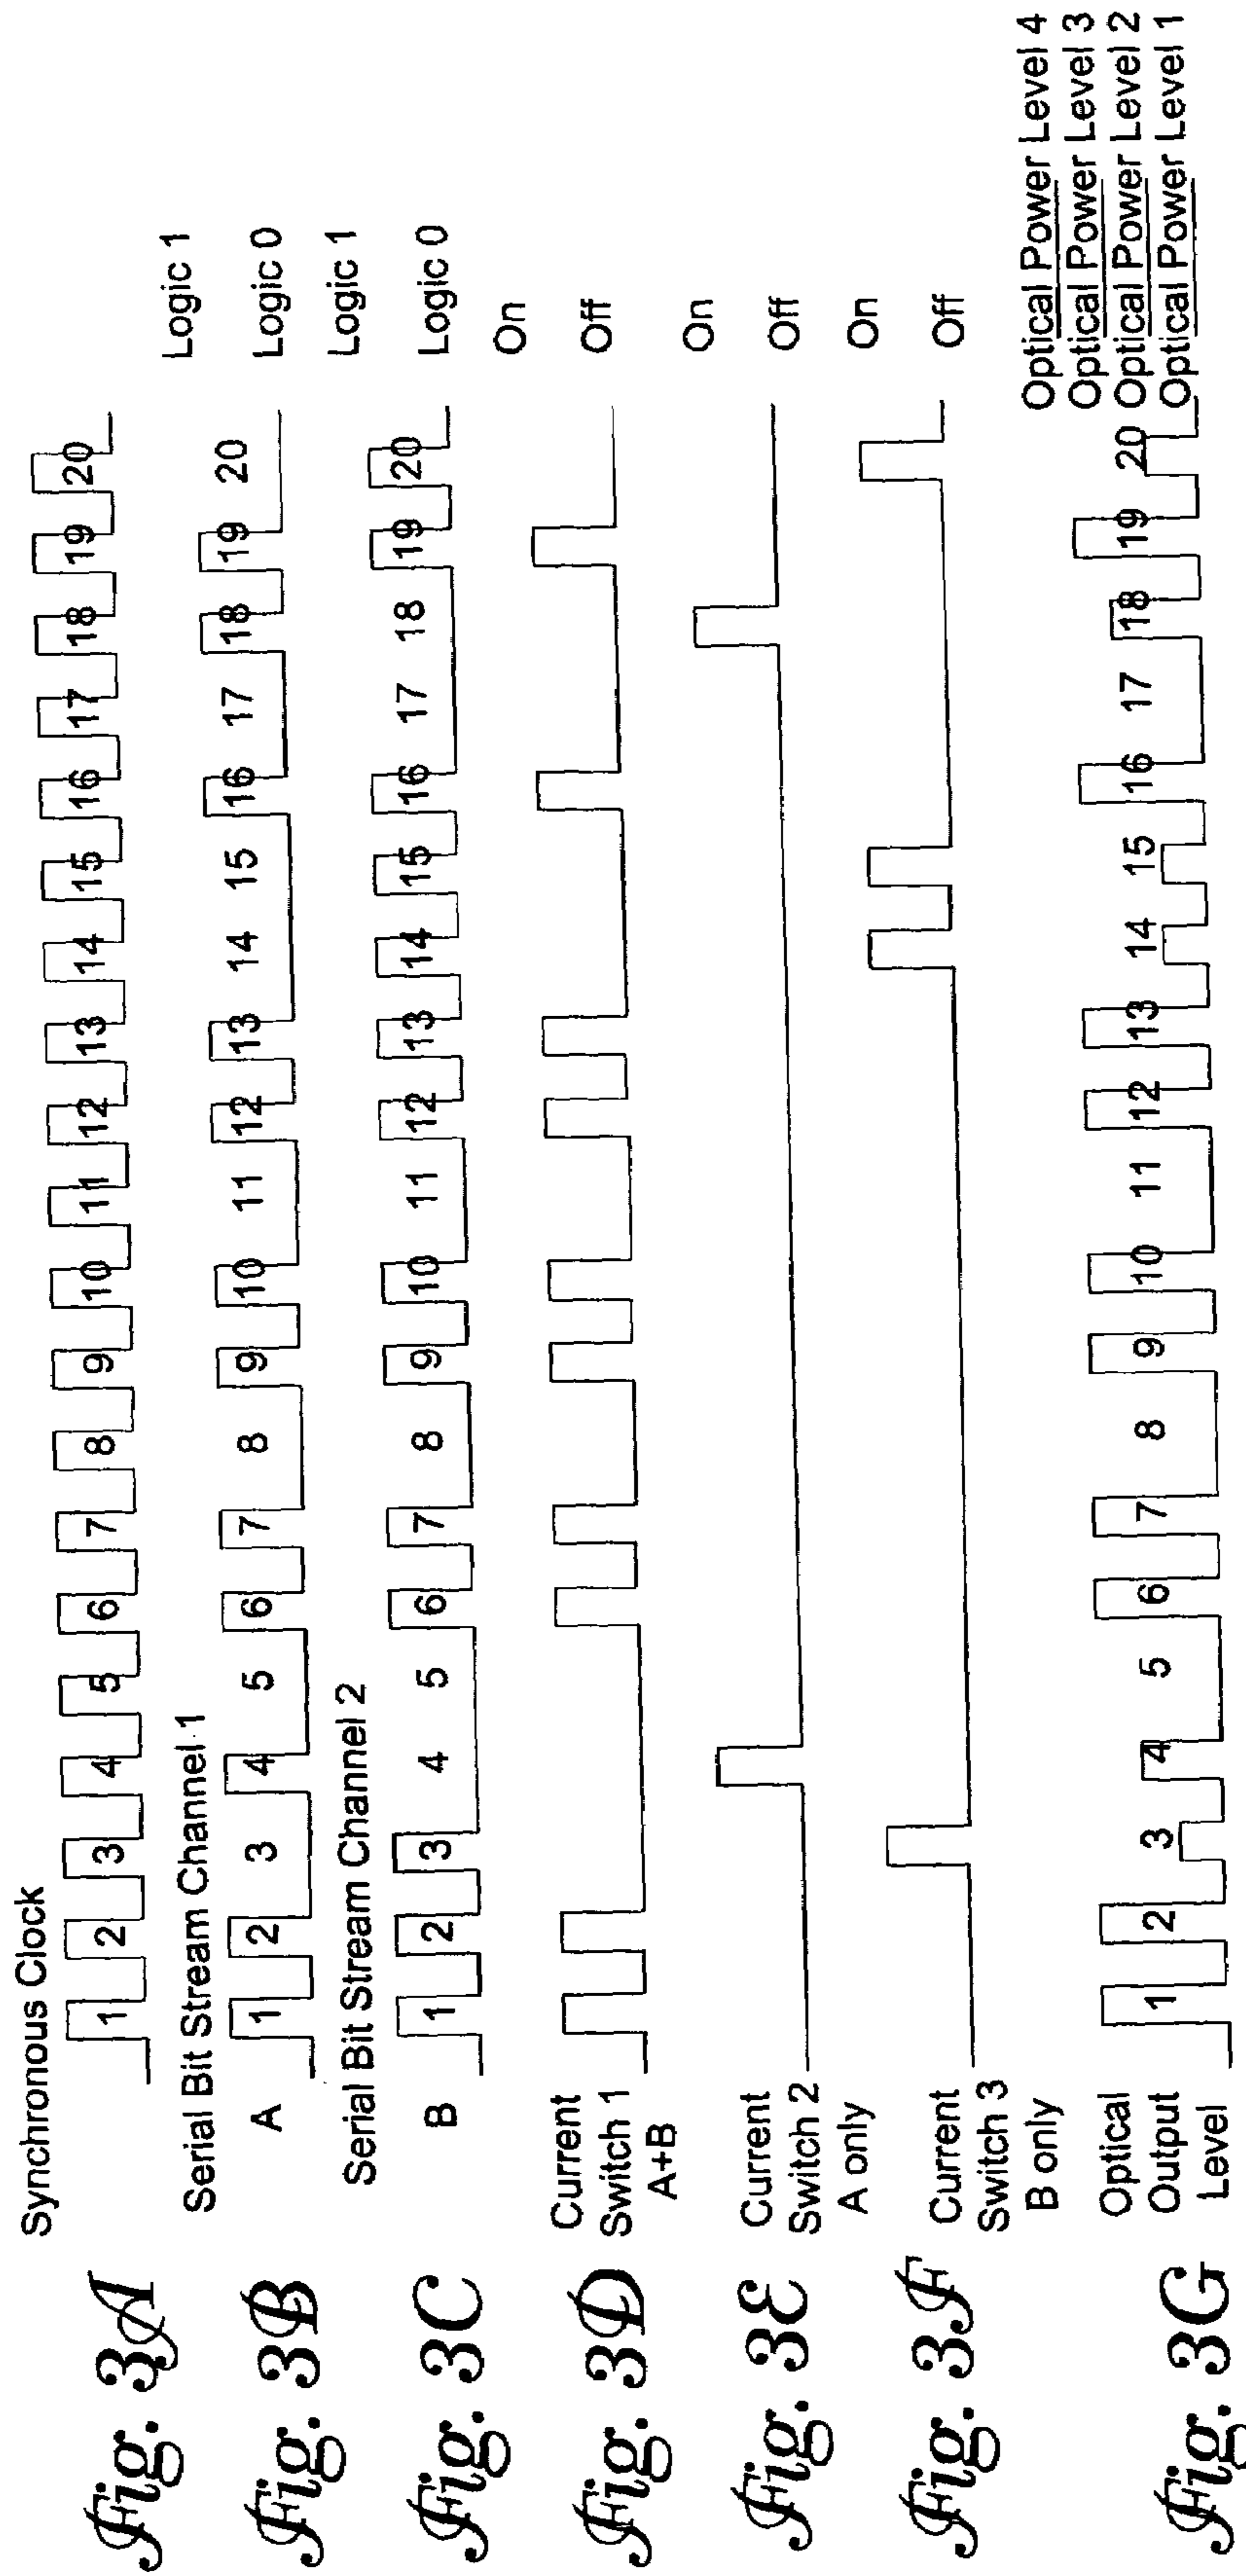 Fig. 3A
Synchronous Clock
1 2 3 4 5 6 7 8 9 10 11 12 13 14 15 16 17 18 19 20
Fig. 3B
Serial Bit Stream Channel 1
A
1 2 3 4 5 6 7 8 9 10 11 12 13 14 15 16 17 18 19 20
Logic 1
Logic 0
Fig. 3C
Serial Bit Stream Channel 2
B
1 2 3 4 5 6 7 8 9 10 11 12 13 14 15 16 17 18 19 20
Logic 1
Logic 0
Fig. 3D
Current
Switch 1
A+B
On
Off
Fig. 3E
Current
Switch 2
A only
On
Off
Fig. 3F
Current
Switch 3
B only
On
Off
Fig. 3G
Optical
Output
Level
1 2 3 4 5 6 7 8 9 10 11 12 13 14 15 16 17 18 19 20
Optical Power Level 4
Optical Power Level 3
Optical Power Level 2
Optical Power Level 1